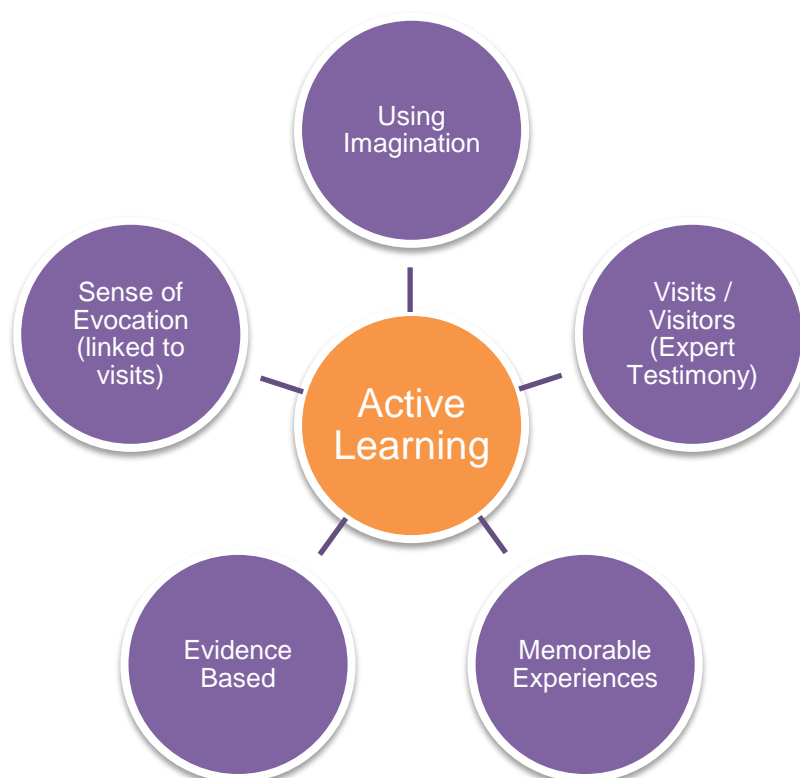 Using
Imagination
Sense of
Evocation
(linked to
visits)
Visits /
Visitors
(Expert
Testimony)
Active
Learning
Evidence
Based
Memorable
Experiences